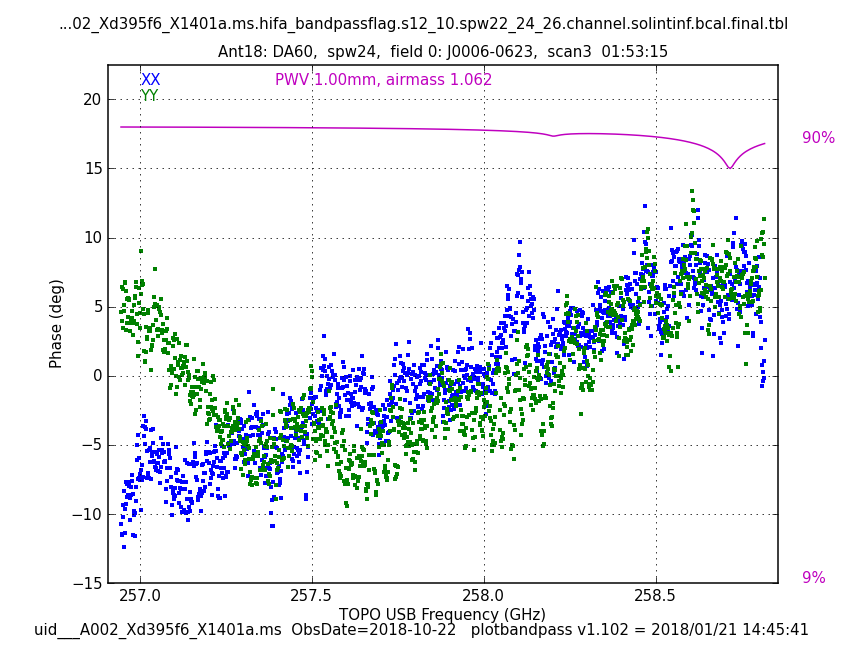 ...02_Xd395f6_X1401a.ms.hifa_bandpassflag.s12_10.spw22_24_26.channel.solintinf.bcal.final.tbl
Ant18: DA60,  spw24,  field 0: J0006-0623,  scan3  01:53:15
XX
PWV 1.00mm, airmass 1.062
YY
20
15
10
5
0
−5
−10
−15
Phase (deg)
90%
9%
257.0
257.5
258.0
258.5
TOPO USB Frequency (GHz)
uid___A002_Xd395f6_X1401a.ms  ObsDate=2018-10-22   plotbandpass v1.102 = 2018/01/21 14:45:41